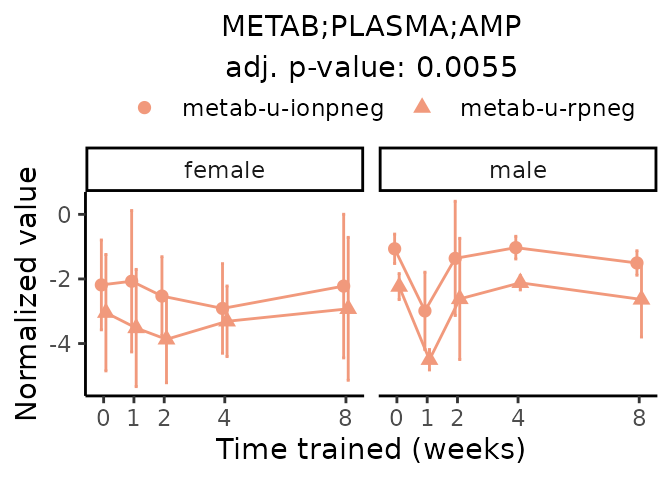 METAB;PLASMA;AMP
adj. p-value: 0.0055
metab-u-ionpneg metab-u-rpneg
female male
Normalized value
0
-2
-4
0 1 2 4 8 0 1 2 4 8
Time trained (weeks)